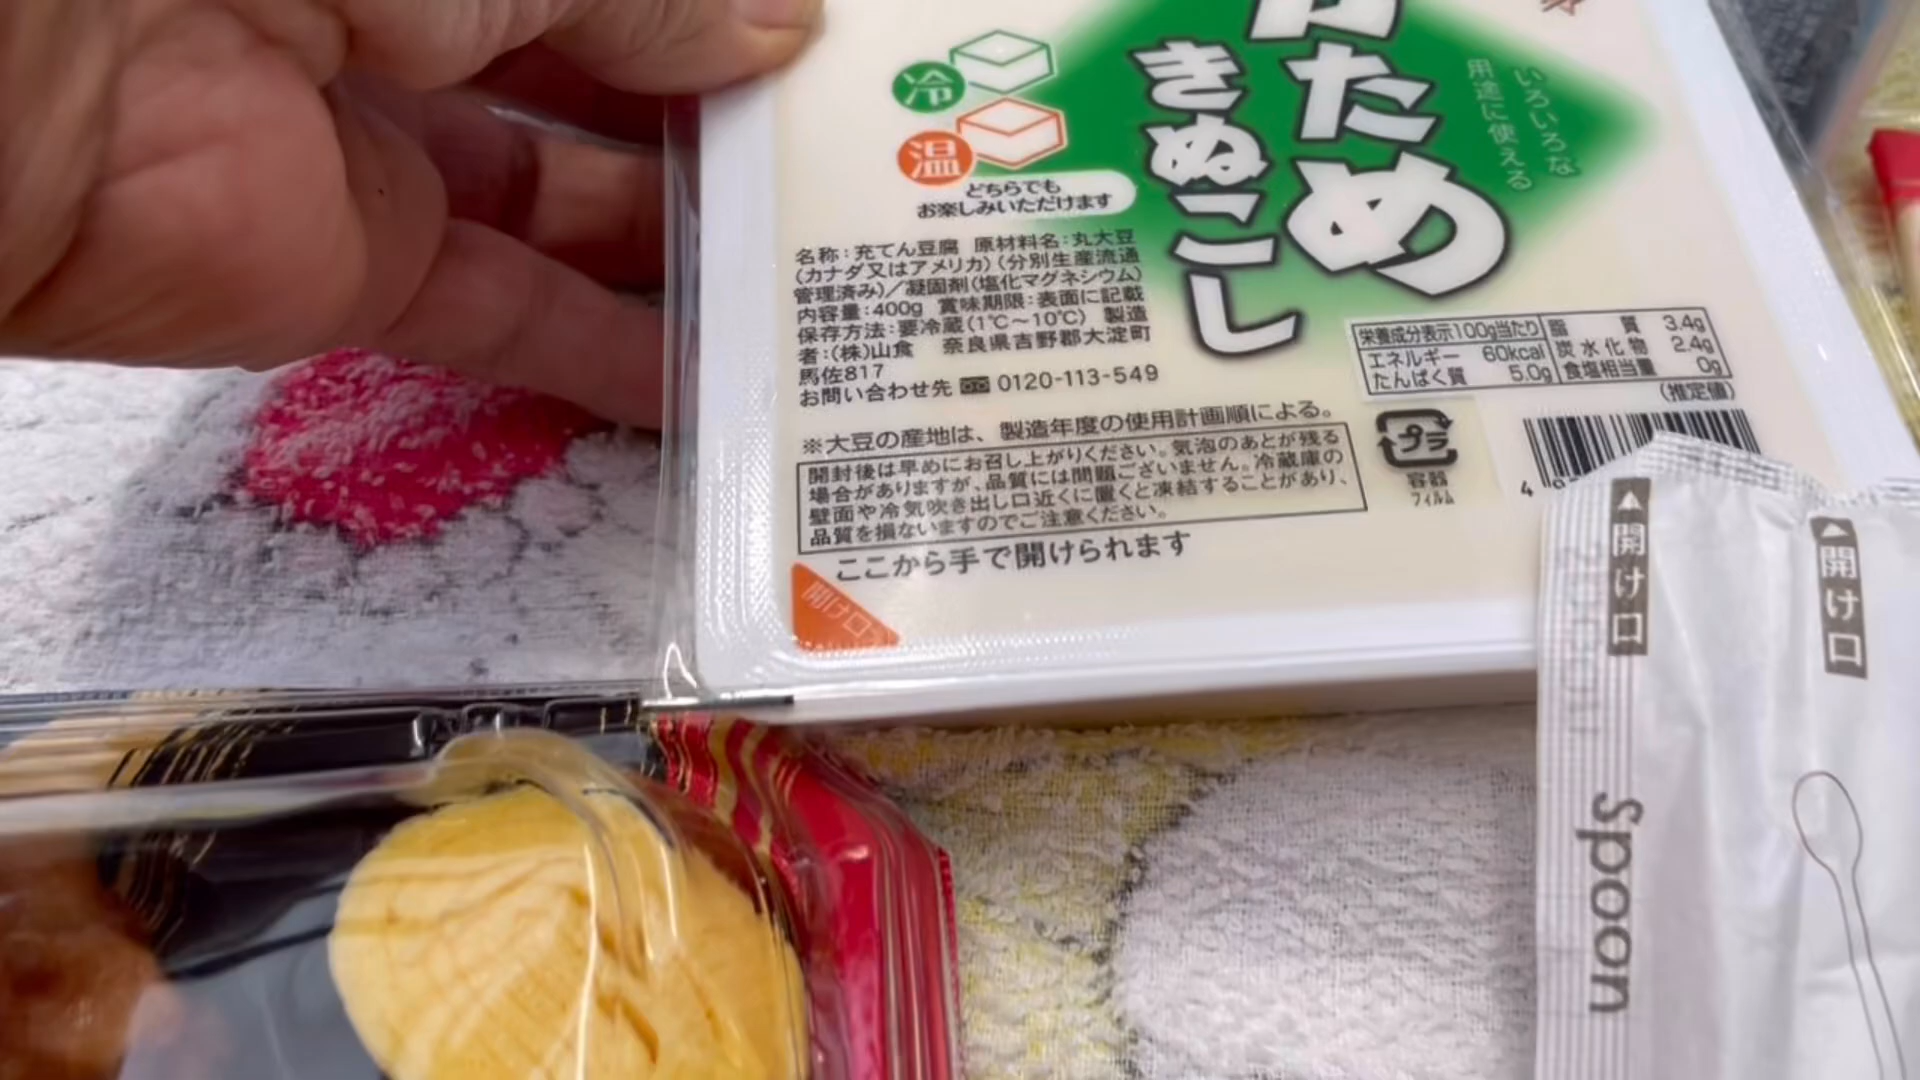 かため
きぬこし
いろいろな
用途に使える
冷
温
どちらでも
お楽しみいただけます
名称:充てん豆腐 原材料名:丸大豆
(カナダ又はアメリカ)(分別生産流通
管理済み)/凝固剤(塩化マグネシウム)
内容量:400g 賞味期限:表面に記載
保存方法:要冷蔵(1℃〜10℃) 製造
者:(株)山食 奈良県吉野郡大淀町
馬佐817
お問い合わせ先 0120-113-549
※大豆の産地は、製造年度の使用計画順による。
開封後は早めにお召し上がりください。気泡のあとが残る
場合がありますが、品質には問題ございません。冷蔵庫の
壁面や冷気吹き出し口近くに置くと凍結することがあり、
品質を損ないますのでご注意ください。
ここから手で開けられます
開け口
栄養成分表示100g当たり
エネルギー 60kcal
たんぱく質 5.0g
脂質 3.4g
炭水化物 2.4g
食塩相当量 0g
(推定値)
プラ
容器
フィルム
4
▲開け口
▲開け口
spoon